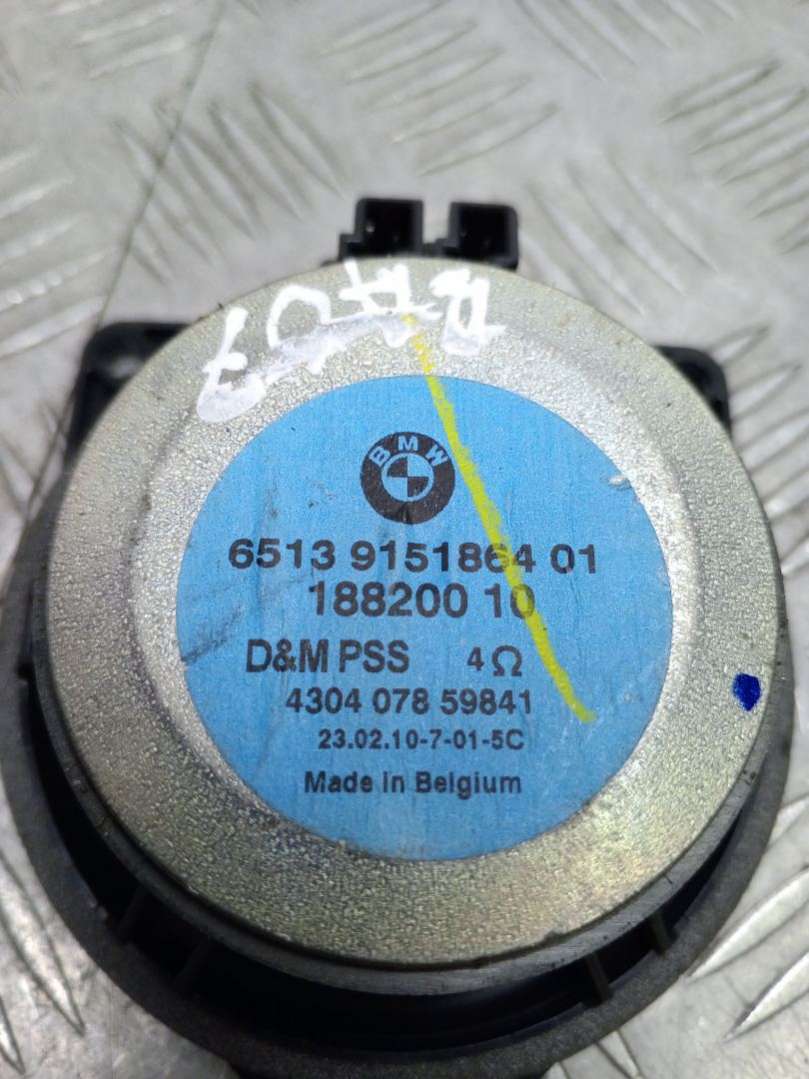 BMW
6513 9151864 01
188200 10
D&M PSS 4Ω
4304 078 59841
23.02.10-7-01-5C
Made in Belgium